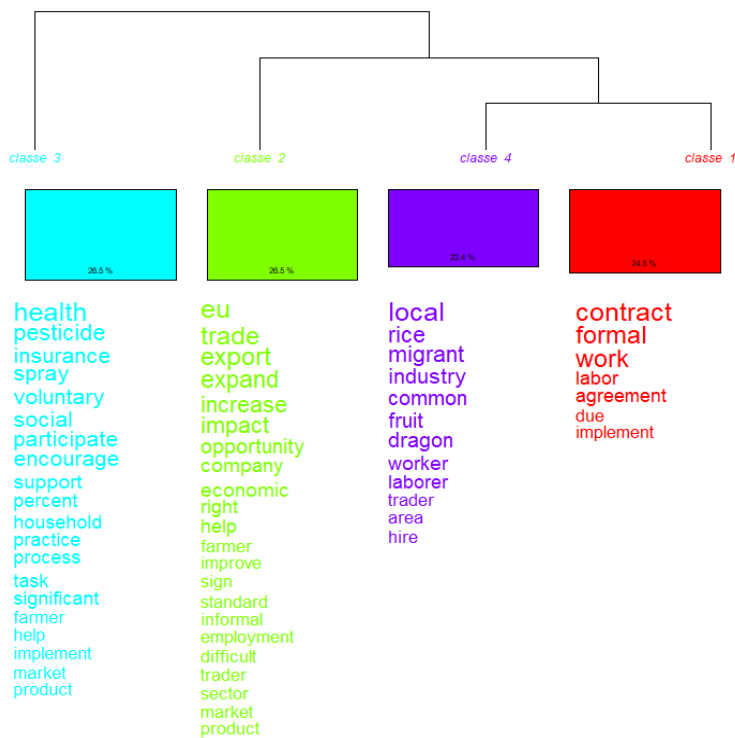 classe 3
classe 2
classe 4
classe 1
26.5 %
26.5 %
22.4 %
24.5 %
health
pesticide
insurance
spray
voluntary
social
participate
encourage
support
percent
household
practice
process
task
significant
farmer
help
implement
market
product
eu
trade
export
expand
increase
impact
opportunity
company
economic
right
help
farmer
improve
sign
standard
informal
employment
difficult
trader
sector
market
product
local
rice
migrant
industry
common
fruit
dragon
worker
laborer
trader
area
hire
contract
formal
work
labor
agreement
due
implement